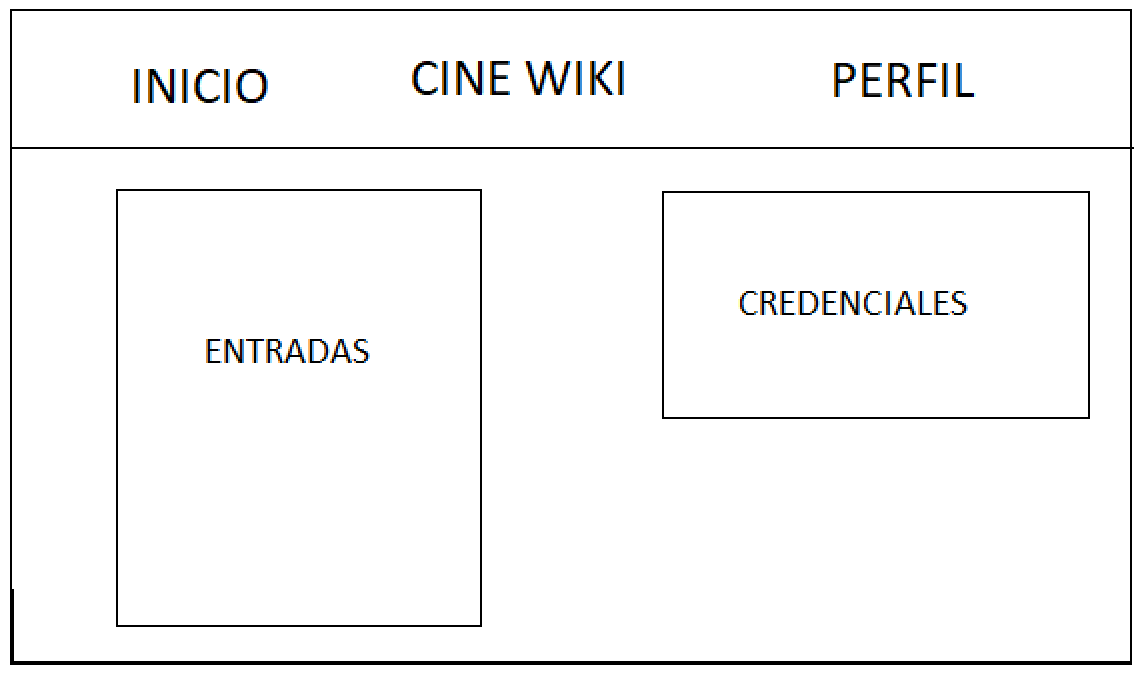 INICIO CINE WIKI PERFIL
ENTRADAS
CREDENCIALES